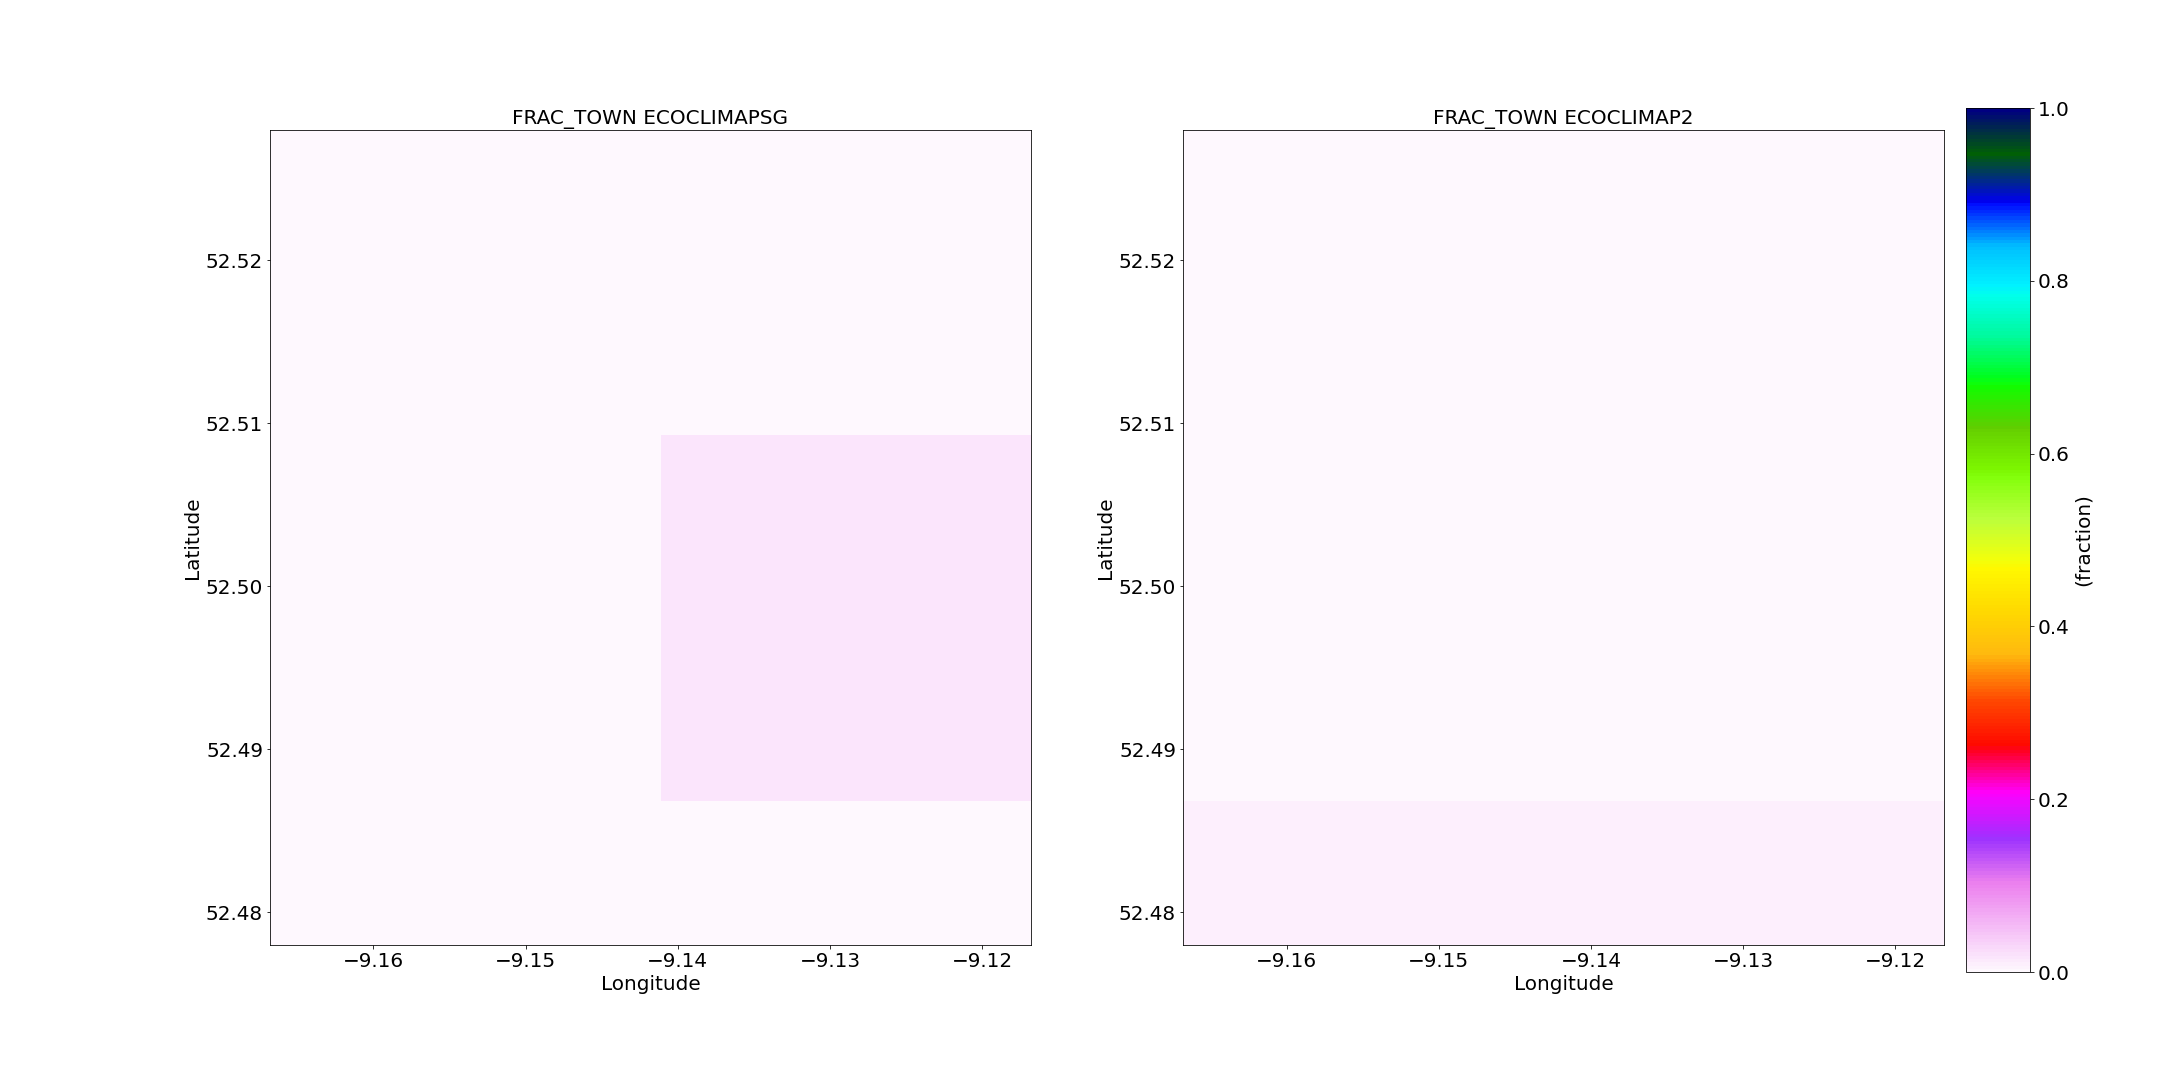 FRAC_TOWN ECOCLIMAPSG
52.52
52.51
52.50
52.49
52.48
Latitude
−9.16 −9.15 −9.14 −9.13 −9.12
Longitude
FRAC_TOWN ECOCLIMAP2
52.52
52.51
52.50
52.49
52.48
Latitude
−9.16 −9.15 −9.14 −9.13 −9.12
Longitude
1.0
0.8
0.6
0.4
0.2
0.0
(fraction)